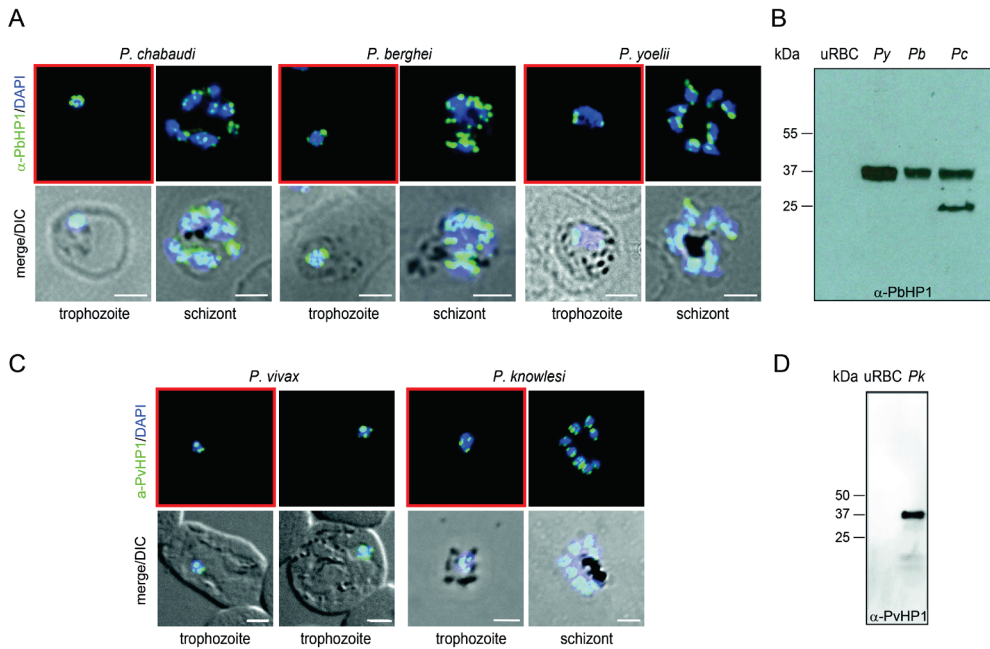 A
P. chabaudi
P. berghei
P. yoelii
α-PbHP1/DAPI
merge/DIC
trophozoite
schizont
trophozoite
schizont
trophozoite
schizont
B
kDa uRBC Py Pb Pc
55
37
25
α-PbHP1
C
P. vivax
P. knowlesi
a-PvHP1/DAPI
merge/DIC
trophozoite
trophozoite
trophozoite
schizont
D
kDa uRBC Pk
50
37
25
α-PvHP1